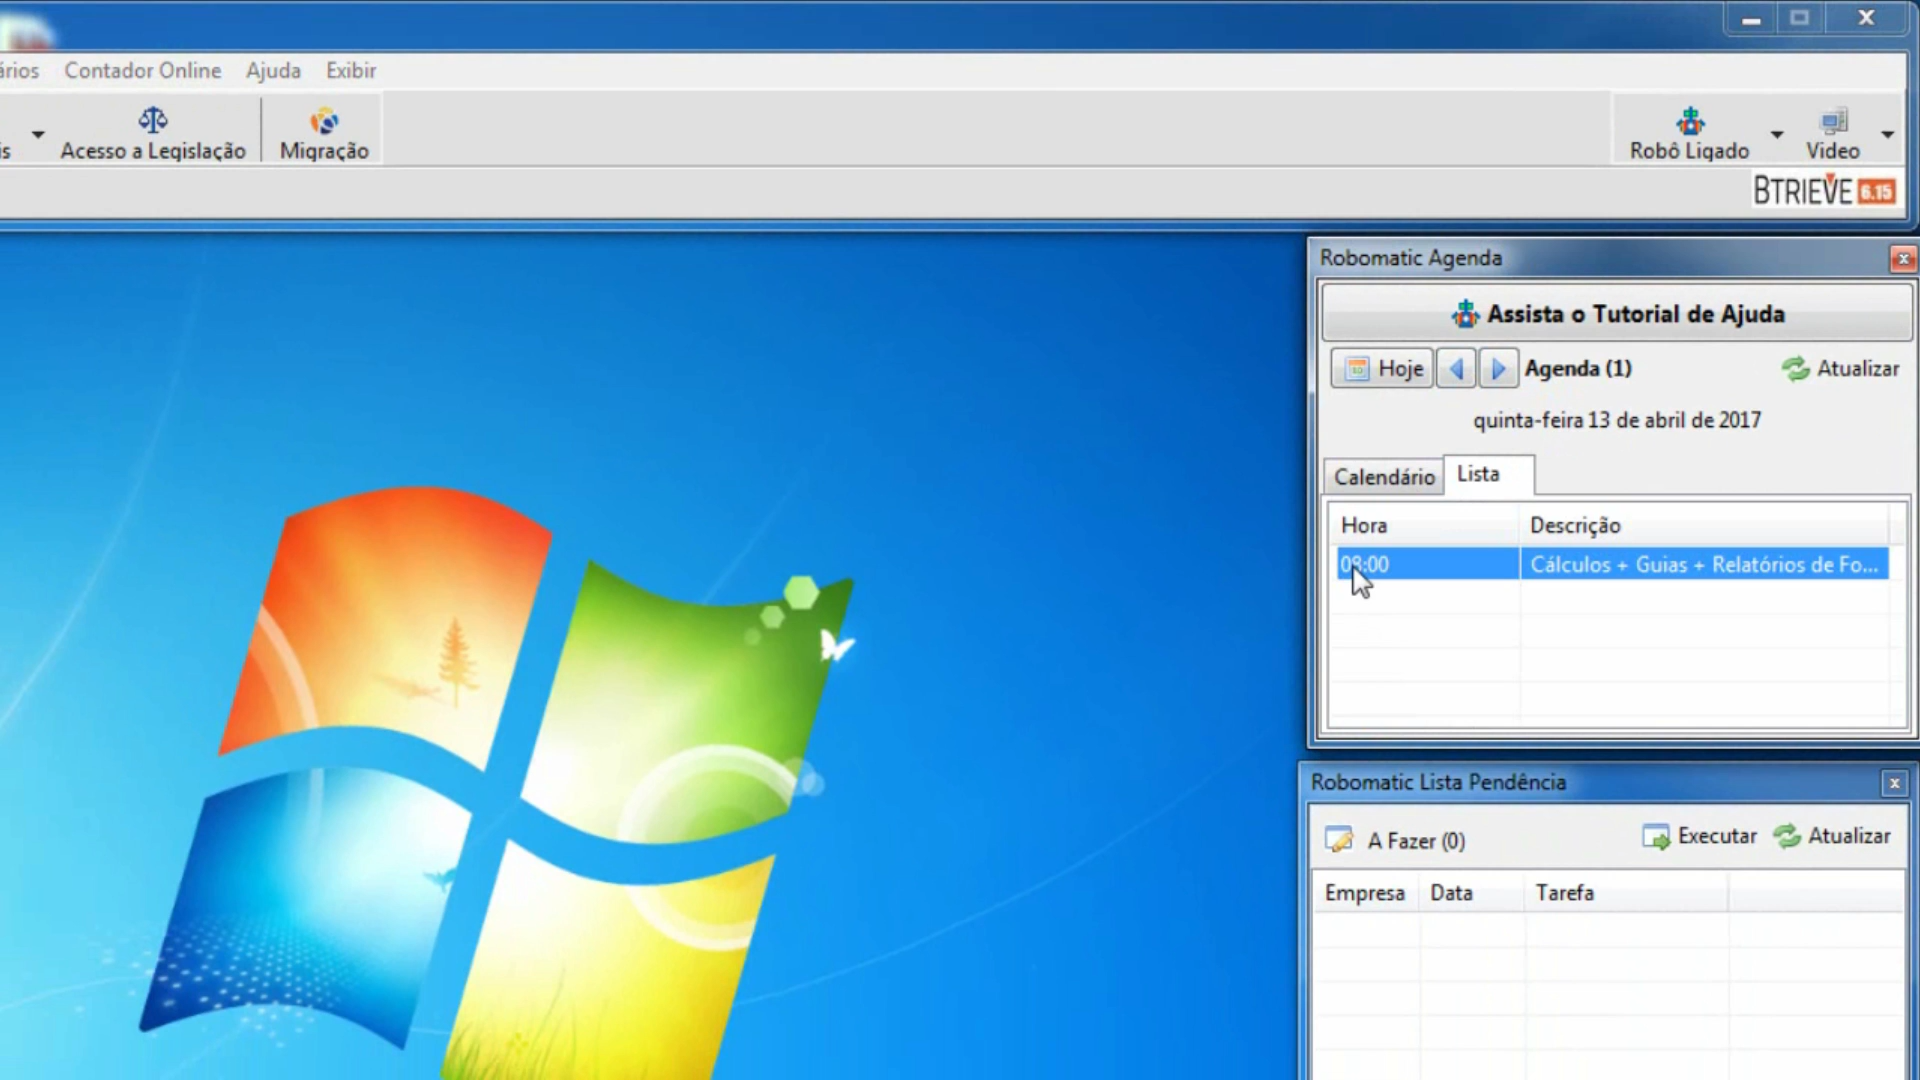 ários Contador Online Ajuda Exibir
is Acesso a Legislação Migração Robô Ligado Video
BTRIEVE 6.15
Robomatic Agenda
Assista o Tutorial de Ajuda
Hoje Agenda (1) Atualizar
quinta-feira 13 de abril de 2017
Calendário Lista
Hora Descrição
08:00 Cálculos + Guias + Relatórios de Fo...
Robomatic Lista Pendência
A Fazer (0) Executar Atualizar
Empresa Data Tarefa